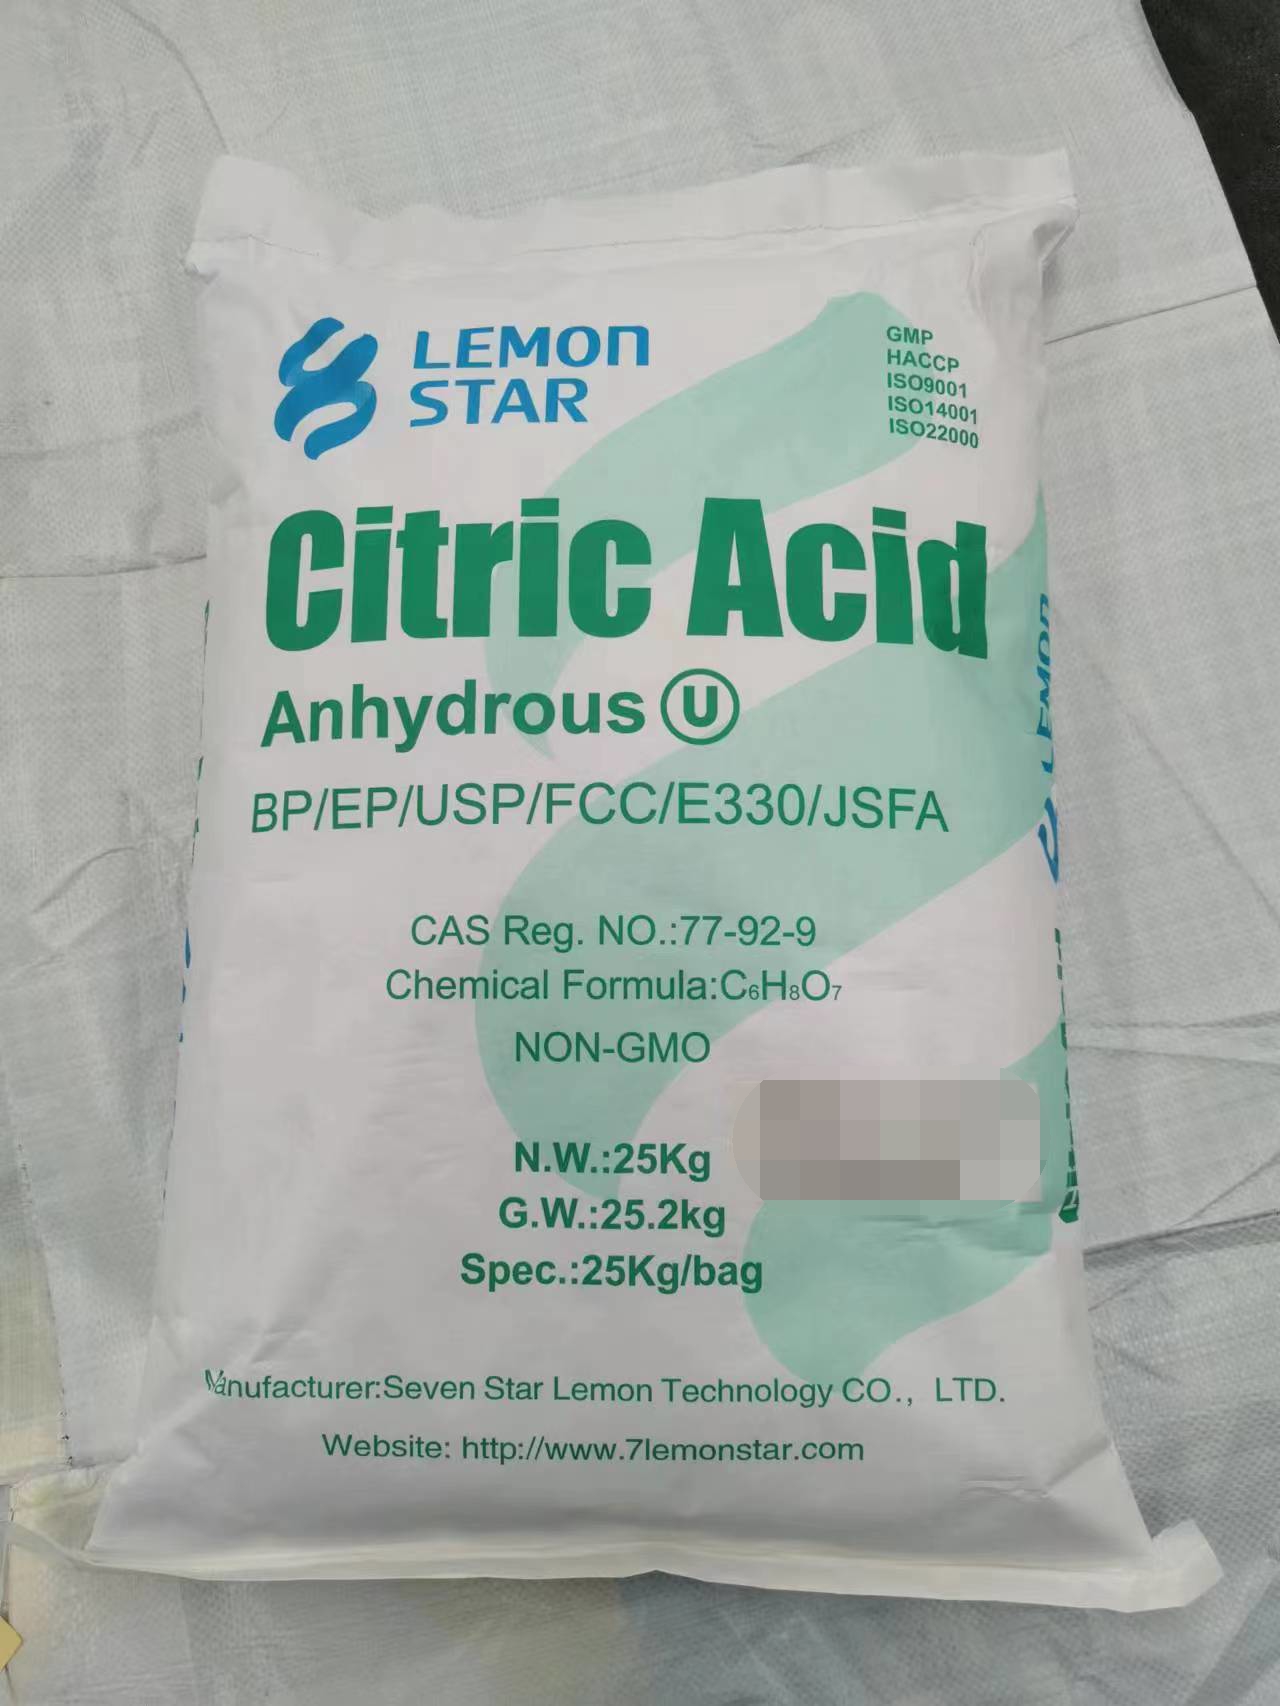 LEMON
STAR
GMP
HACCP
ISO9001
ISO14001
ISO22000
Citric Acid
Anhydrous U
BP/EP/USP/FCC/E330/JSFA
CAS Reg. NO.:77-92-9
Chemical Formula:C₆H₈O₇
NON-GMO
N.W.:25Kg
G.W.:25.2kg
Spec.:25Kg/bag
Manufacturer:Seven Star Lemon Technology CO., LTD.
Website: http://www.7lemonstar.com
LEMON